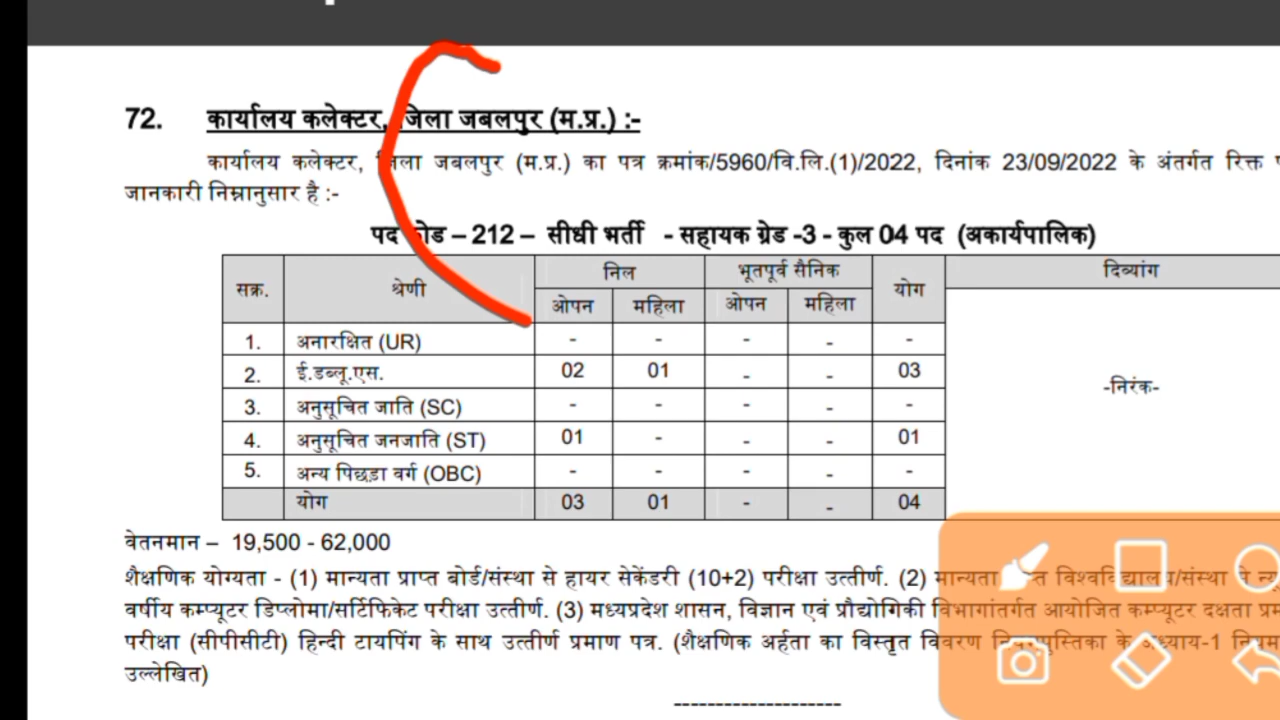 72. कार्यालय कलेक्टर, जिला जबलपुर (म.प्र.) :-
कार्यालय कलेक्टर, जिला जबलपुर (म.प्र.) का पत्र क्रमांक/5960/वि.लि.(1)/2022, दिनांक 23/09/2022 के अंतर्गत रिक्त
जानकारी निम्नानुसार है :-
पद कोड – 212 – सीधी भर्ती - सहायक ग्रेड -3 - कुल 04 पद (अकार्यपालिक)
सक्र. श्रेणी निल भूतपूर्व सैनिक योग दिव्यांग
ओपन महिला ओपन महिला
1. अनारक्षित (UR) - - - - -
2. ई.डब्लू.एस. 02 01 - - 03
-निरंक-
3. अनुसूचित जाति (SC) - - - - -
4. अनुसूचित जनजाति (ST) 01 - - - 01
5. अन्य पिछड़ा वर्ग (OBC) - - - - -
योग 03 01 - - 04
वेतनमान – 19,500 - 62,000
शैक्षणिक योग्यता - (1) मान्यता प्राप्त बोर्ड/संस्था से हायर सेकेंडरी (10+2) परीक्षा उत्तीर्ण. (2) मान्यता विश्वविद्यालय/संस्था से
वर्षीय कम्प्यूटर डिप्लोमा/सर्टिफिकेट परीक्षा उत्तीर्ण. (3) मध्यप्रदेश शासन, विज्ञान एवं प्रौद्योगिकी विभागांतर्गत आयोजित कम्प्यूटर दक्षता
परीक्षा (सीपीसीटी) हिन्दी टायपिंग के साथ उत्तीर्ण प्रमाण पत्र. (शैक्षणिक अर्हता का विस्तृत विवरण नियमपुस्तिका के अध्याय-1
उल्लेखित)